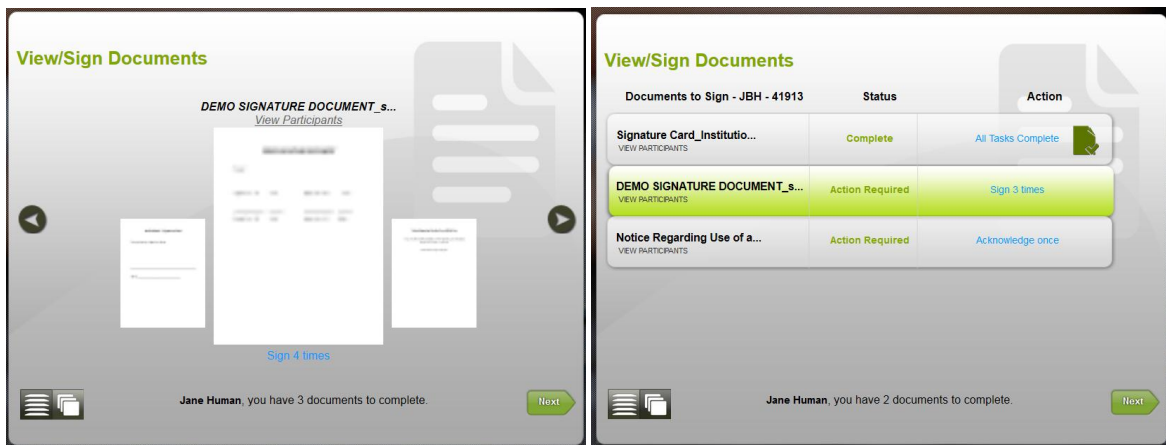 View/Sign Documents
DEMO SIGNATURE DOCUMENT_s...
View Participants
Sign 4 times
Jane Human, you have 3 documents to complete.
Next
View/Sign Documents
Documents to Sign - JBH - 41913 Status Action
Signature Card_Institutio... Complete All Tasks Complete
VIEW PARTICIPANTS
DEMO SIGNATURE DOCUMENT_s... Action Required Sign 3 times
VIEW PARTICIPANTS
Notice Regarding Use of a... Action Required Acknowledge once
VIEW PARTICIPANTS
Jane Human, you have 2 documents to complete.
Next